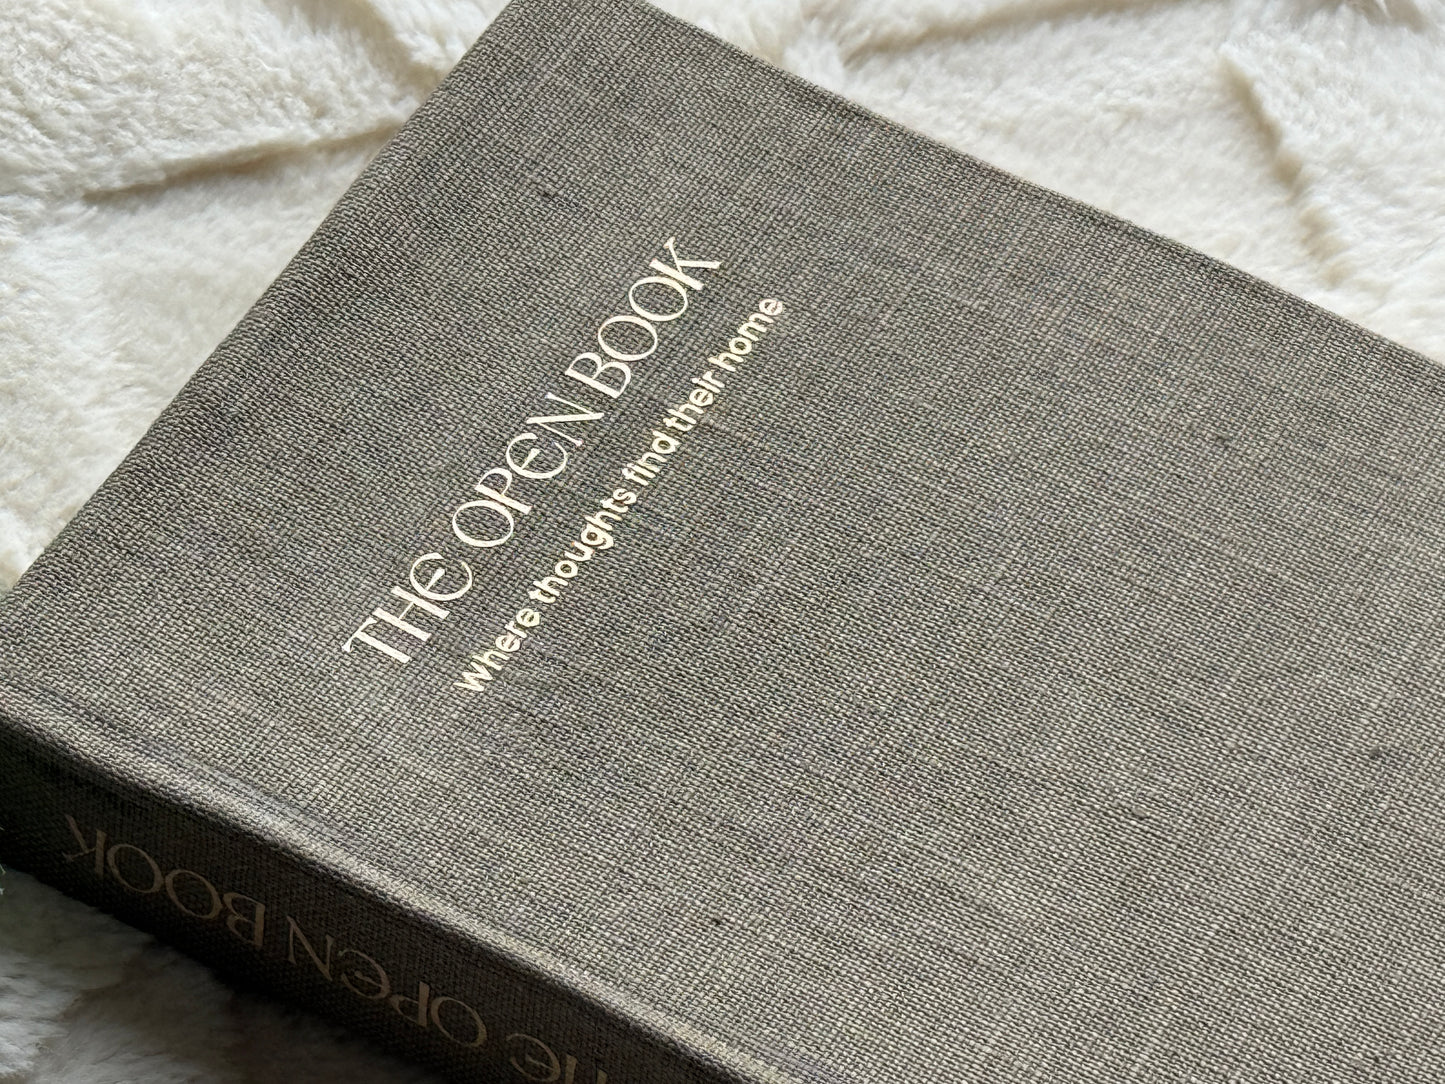 THE OPEN BOOK
Where thoughts find their home
THE OPEN BOOK